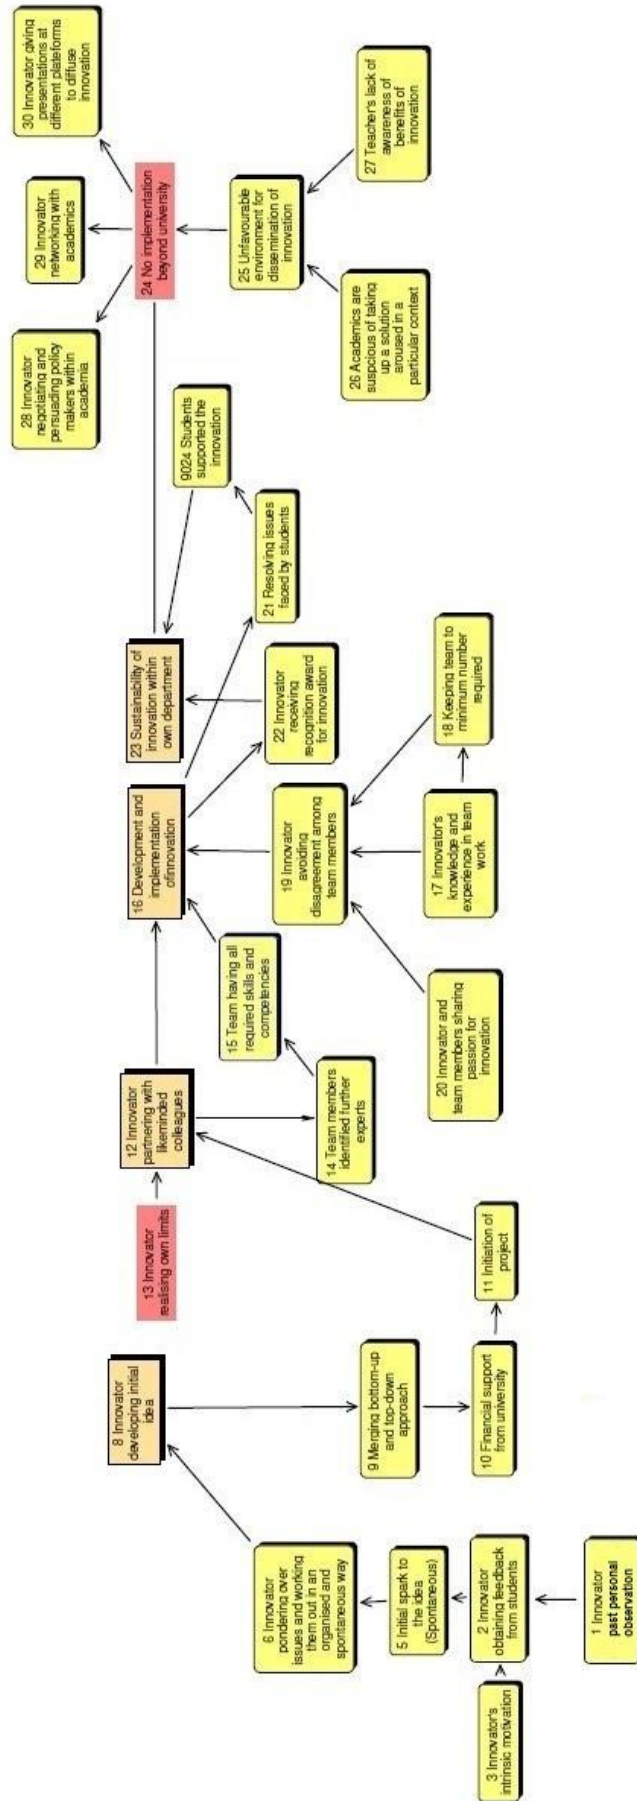 1 Innovator
past personal
observation
3 Innovator's
intrinsic motivation
2 Innovator
obtaining feedback
from students
5 Initial spark to
the idea
(Spontaneous)
6 Innovator
pondering over
issues and working
them out in an
organised and
spontaneous way
8 Innovator
developing initial
idea
9 Merging bottom-up
and top-down
approach
10 Financial support
from university
11 Initiation of
project
13 Innovator
realising own limits
12 Innovator
partnering with
likeminded
colleagues
14 Team members
identified further
experts
15 Team having all
required skills and
competencies
16 Development and
implementation
ofinnovation
19 Innovator
avoiding
disagreement among
team members
20 Innovator and
team members sharing
passion for
innovation
17 Innovator's
knowledge and
experience in team
work
18 Keeping team to
minimum number
required
23 Sustainability of
innovation within
own department
22 Innovator
receiving
recognition award
for innovation
21 Resolving issues
faced by students
9024 Students
supported the
innovation
24 No implementation
beyond university
28 Innovator
negotiating and
persuading policy
makers within
academia
29 Innovator
networking with
academics
30 Innovator giving
presentations at
different plateforms
to diffuse
innovation
25 Unfavourable
environment for
dissemination of
innovation
26 Academics are
suspicious of taking
up a solution
aroused in a
particular context
27 Teacher's lack of
awareness of
benefits of
innovation